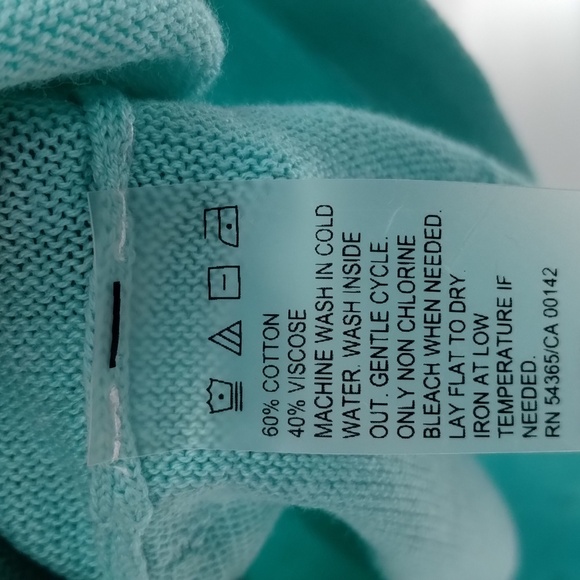 60% COTTON
40% VISCOSE
MACHINE WASH IN COLD
WATER. WASH INSIDE
OUT. GENTLE CYCLE.
ONLY NON CHLORINE
BLEACH WHEN NEEDED.
LAY FLAT TO DRY.
IRON AT LOW
TEMPERATURE IF
NEEDED.
RN 54365/CA 00142